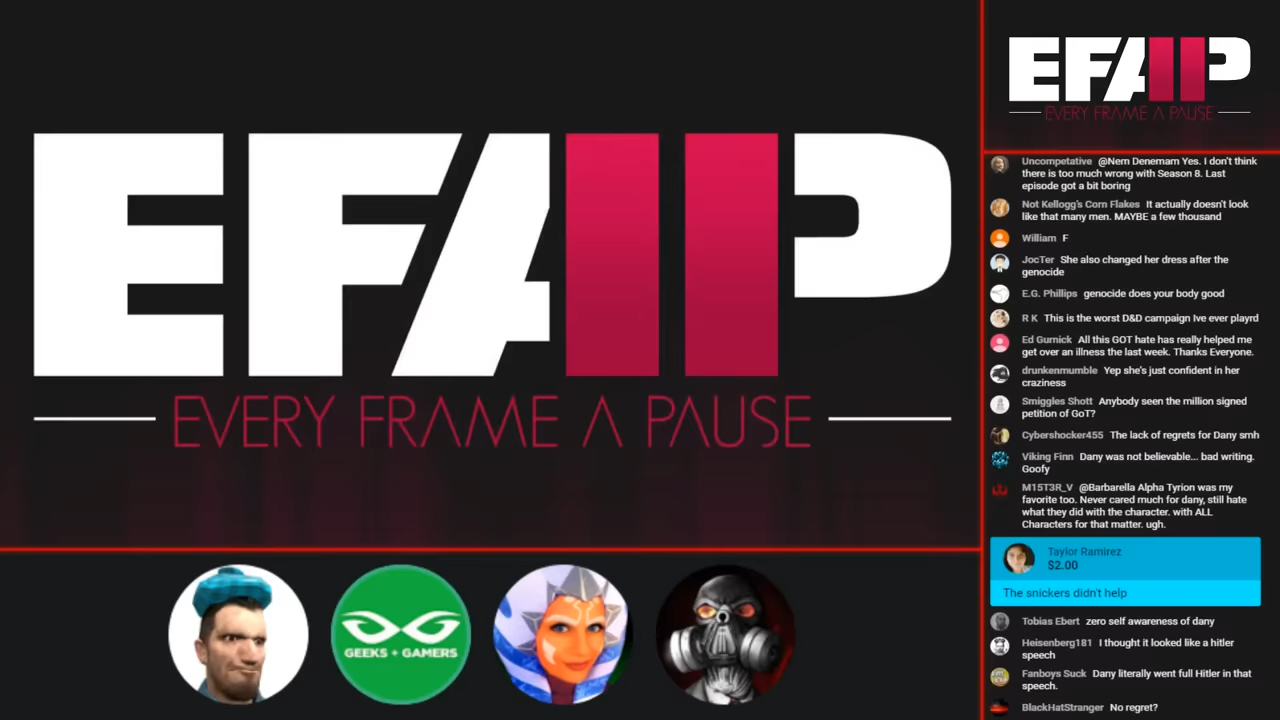 EFAP
EVERY FRAME A PAUSE
GEEKS + GAMERS
EFAP
EVERY FRAME A PAUSE
Uncompetative @Nem Denemam Yes. I don't think
there is too much wrong with Season 8. Last
episode got a bit boring
Not Kellogg's Corn Flakes It actually doesn't look
like that many men. MAYBE a few thousand
William F
JocTer She also changed her dress after the
genocide
E.G. Phillips genocide does your body good
R K This is the worst D&D campaign Ive ever playrd
Ed Gurnick All this GOT hate has really helped me
get over an illness the last week. Thanks Everyone.
drunkenmumble Yep she's just confident in her
craziness
Smiggles Shott Anybody seen the million signed
petition of GoT?
Cybershocker455 The lack of regrets for Dany smh
Viking Finn Dany was not believable... bad writing.
Goofy
M15T3R_V @Barbarella Alpha Tyrion was my
favorite too. Never cared much for dany, still hate
what they did with the character. with ALL
Characters for that matter. ugh.
Taylor Ramirez
$2.00
The snickers didn't help
Tobias Ebert zero self awareness of dany
Heisenberg181 I thought it looked like a hitler
speech
Fanboys Suck Dany literally went full Hitler in that
speech.
BlackHatStranger No regret?